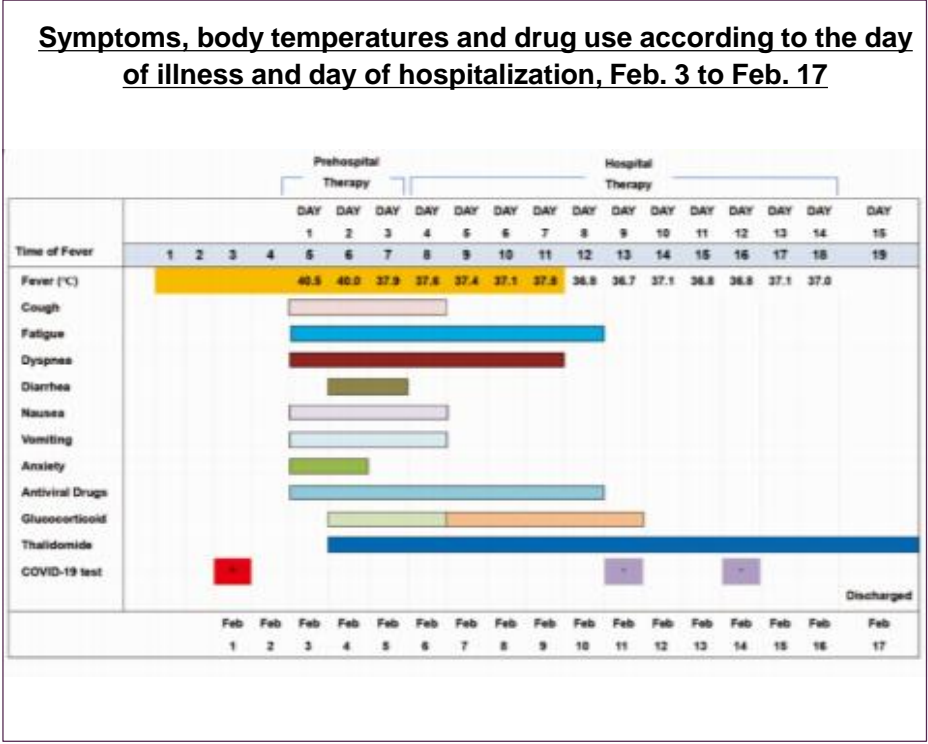 Symptoms, body temperatures and drug use according to the day
of illness and day of hospitalization, Feb. 3 to Feb. 17
Prehospital Hospital
Therapy Therapy
DAY DAY DAY DAY DAY DAY DAY DAY DAY DAY DAY DAY DAY DAY DAY
1 2 3 4 5 6 7 8 9 10 11 12 13 14 15
Time of Fever 1 2 3 4 5 6 7 8 9 10 11 12 13 14 15 16 17 18 19
Fever (°C) 40.5 40.0 37.9 37.6 37.4 37.1 37.8 36.8 36.7 37.1 36.8 36.8 37.1 37.0
Cough
Fatigue
Dyspnea
Diarrhea
Nausea
Vomiting
Anxiety
Antiviral Drugs
Glucocorticoid
Thalidomide
COVID-19 test - -
Discharged
Feb Feb Feb Feb Feb Feb Feb Feb Feb Feb Feb Feb Feb Feb Feb Feb Feb
1 2 3 4 5 6 7 8 9 10 11 12 13 14 15 16 17